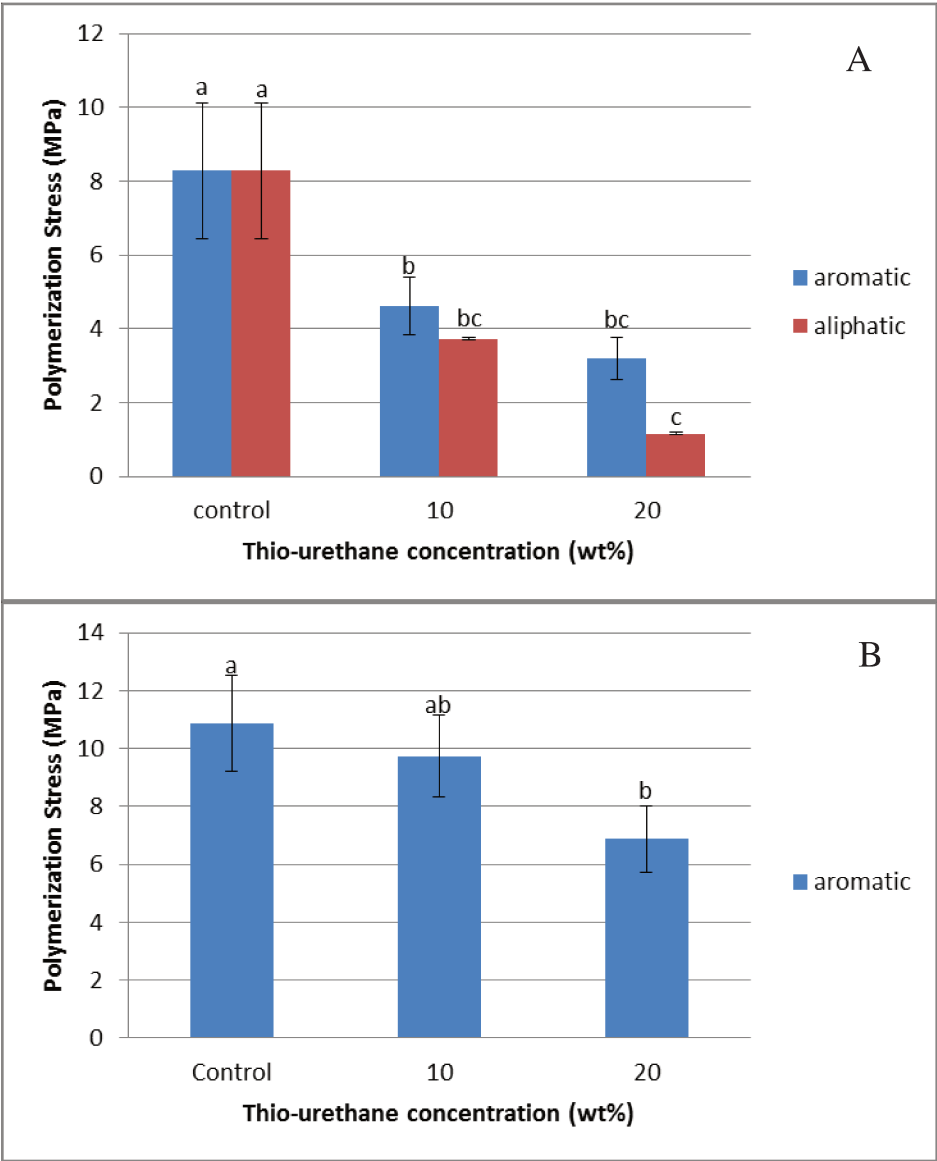 A
Polymerization Stress (MPa)
12
10
8
6
4
2
0
a a
b
bc
bc
c
control 10 20
Thio-urethane concentration (wt%)
aromatic
aliphatic
B
Polymerization Stress (MPa)
14
12
10
8
6
4
2
0
a
ab
b
Control 10 20
Thio-urethane concentration (wt%)
aromatic